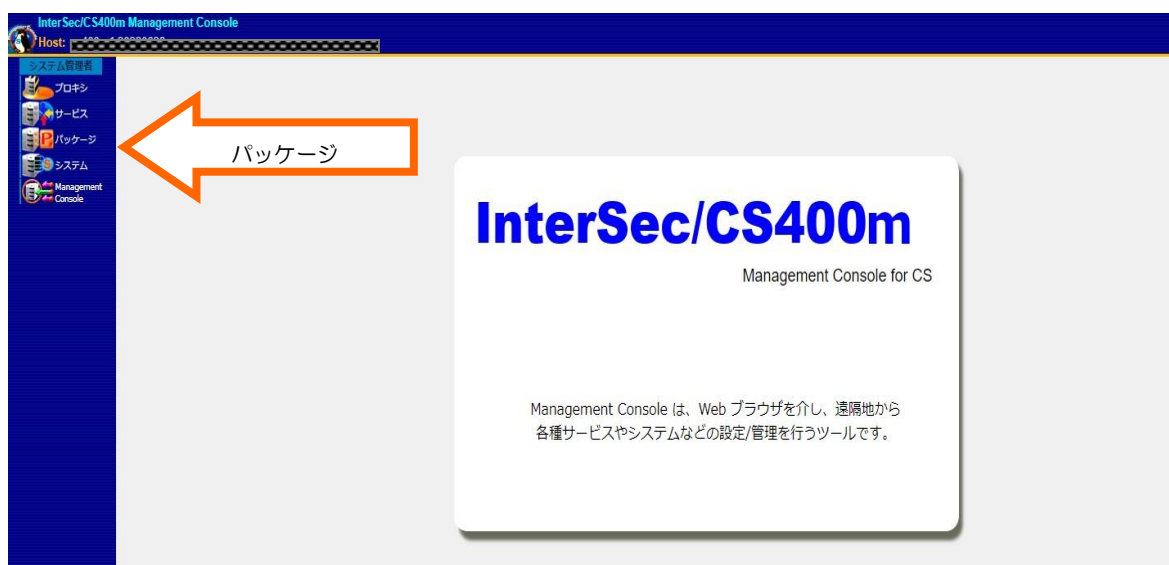 InterSec/CS400m Management Console
Host:
システム管理者
プロキシ
サービス
パッケージ
システム
Management
Console
パッケージ
InterSec/CS400m
Management Console for CS
Management Console は、Web ブラウザを介し、遠隔地から
各種サービスやシステムなどの設定/管理を行うツールです。